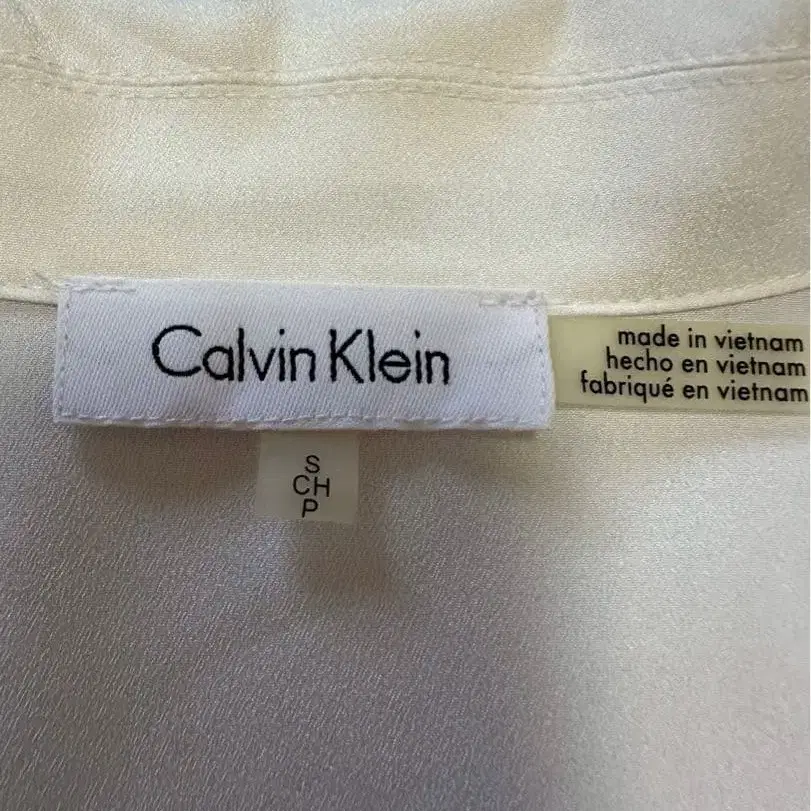 Calvin Klein
made in vietnam
hecho en vietnam
fabriqué en vietnam
S
CH
P